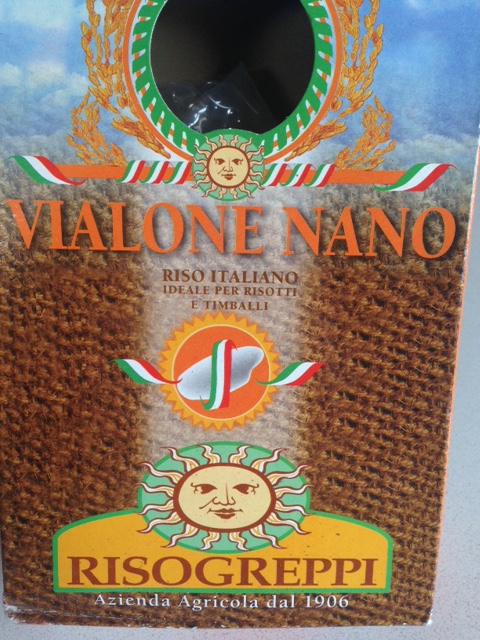 VIALONE NANO
RISO ITALIANO
IDEALE PER RISOTTI
E TIMBALLI
RISOGREPPI
Azienda Agricola dal 1906